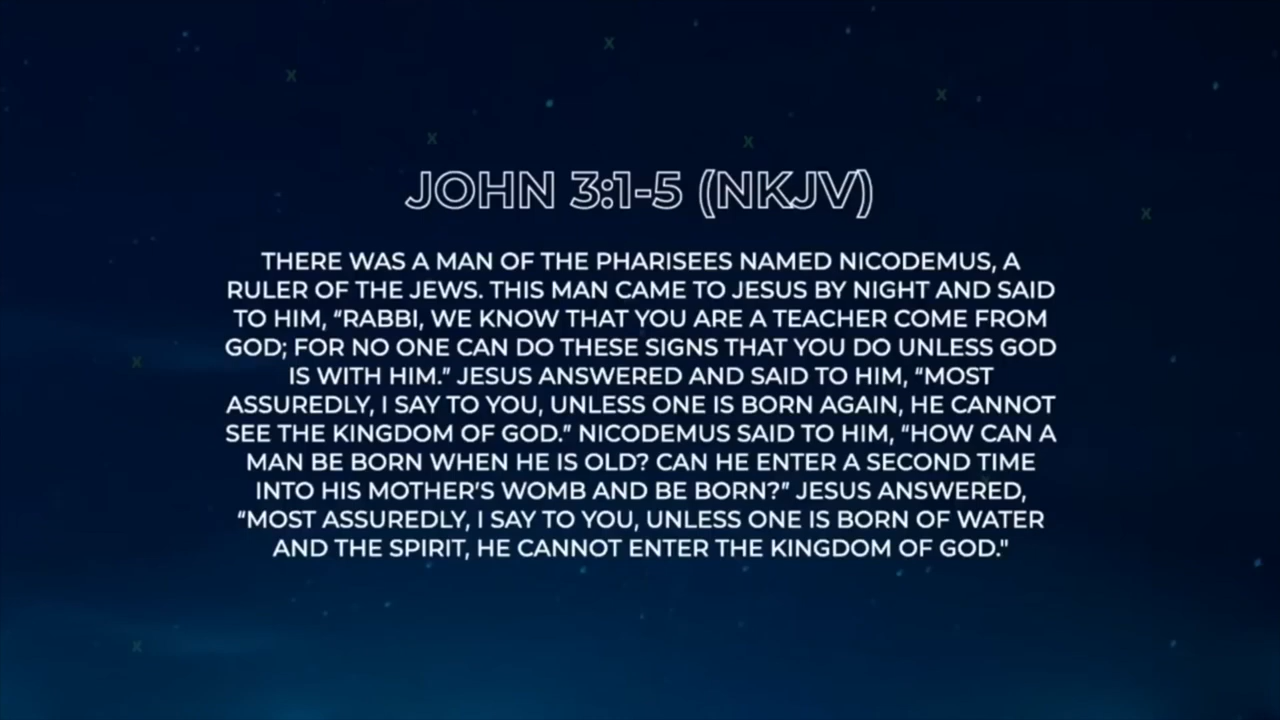 JOHN 3:1-5 (NKJV)
THERE WAS A MAN OF THE PHARISEES NAMED NICODEMUS, A
RULER OF THE JEWS. THIS MAN CAME TO JESUS BY NIGHT AND SAID
TO HIM, “RABBI, WE KNOW THAT YOU ARE A TEACHER COME FROM
GOD; FOR NO ONE CAN DO THESE SIGNS THAT YOU DO UNLESS GOD
IS WITH HIM.” JESUS ANSWERED AND SAID TO HIM, “MOST
ASSUREDLY, I SAY TO YOU, UNLESS ONE IS BORN AGAIN, HE CANNOT
SEE THE KINGDOM OF GOD.” NICODEMUS SAID TO HIM, “HOW CAN A
MAN BE BORN WHEN HE IS OLD? CAN HE ENTER A SECOND TIME
INTO HIS MOTHER’S WOMB AND BE BORN?” JESUS ANSWERED,
“MOST ASSUREDLY, I SAY TO YOU, UNLESS ONE IS BORN OF WATER
AND THE SPIRIT, HE CANNOT ENTER THE KINGDOM OF GOD."